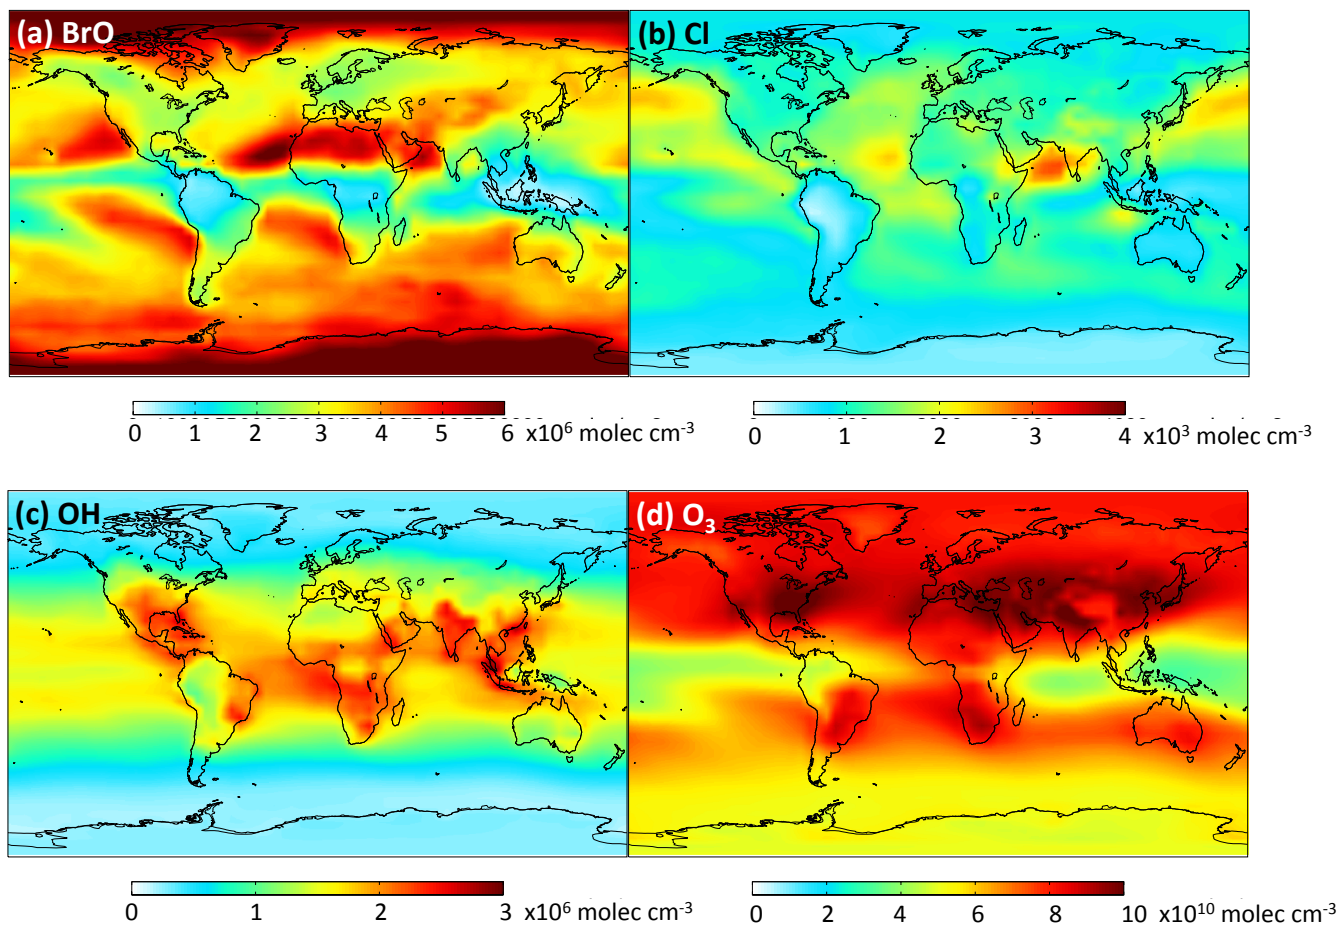 (a) BrO
(b) Cl
0 1 2 3 4 5 6 x10⁶ molec cm⁻³
0 1 2 3 4 x10³ molec cm⁻³
(c) OH
(d) O₃
0 1 2 3 x10⁶ molec cm⁻³
0 2 4 6 8 10 x10¹⁰ molec cm⁻³